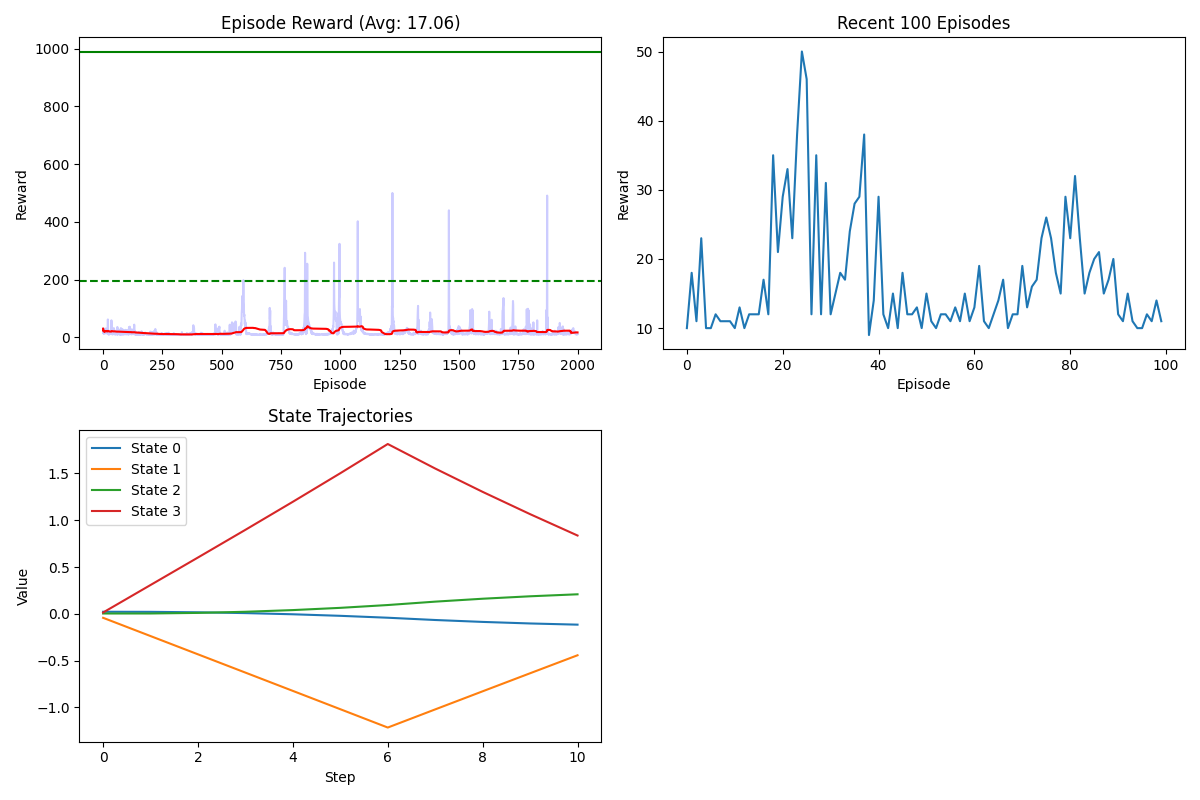 Episode Reward (Avg: 17.06)
Reward
1000
800
600
400
200
0
0 250 500 750 1000 1250 1500 1750 2000
Episode
Recent 100 Episodes
Reward
50
40
30
20
10
0 20 40 60 80 100
Episode
State Trajectories
State 0
State 1
State 2
State 3
Value
1.5
1.0
0.5
0.0
−0.5
−1.0
0 2 4 6 8 10
Step